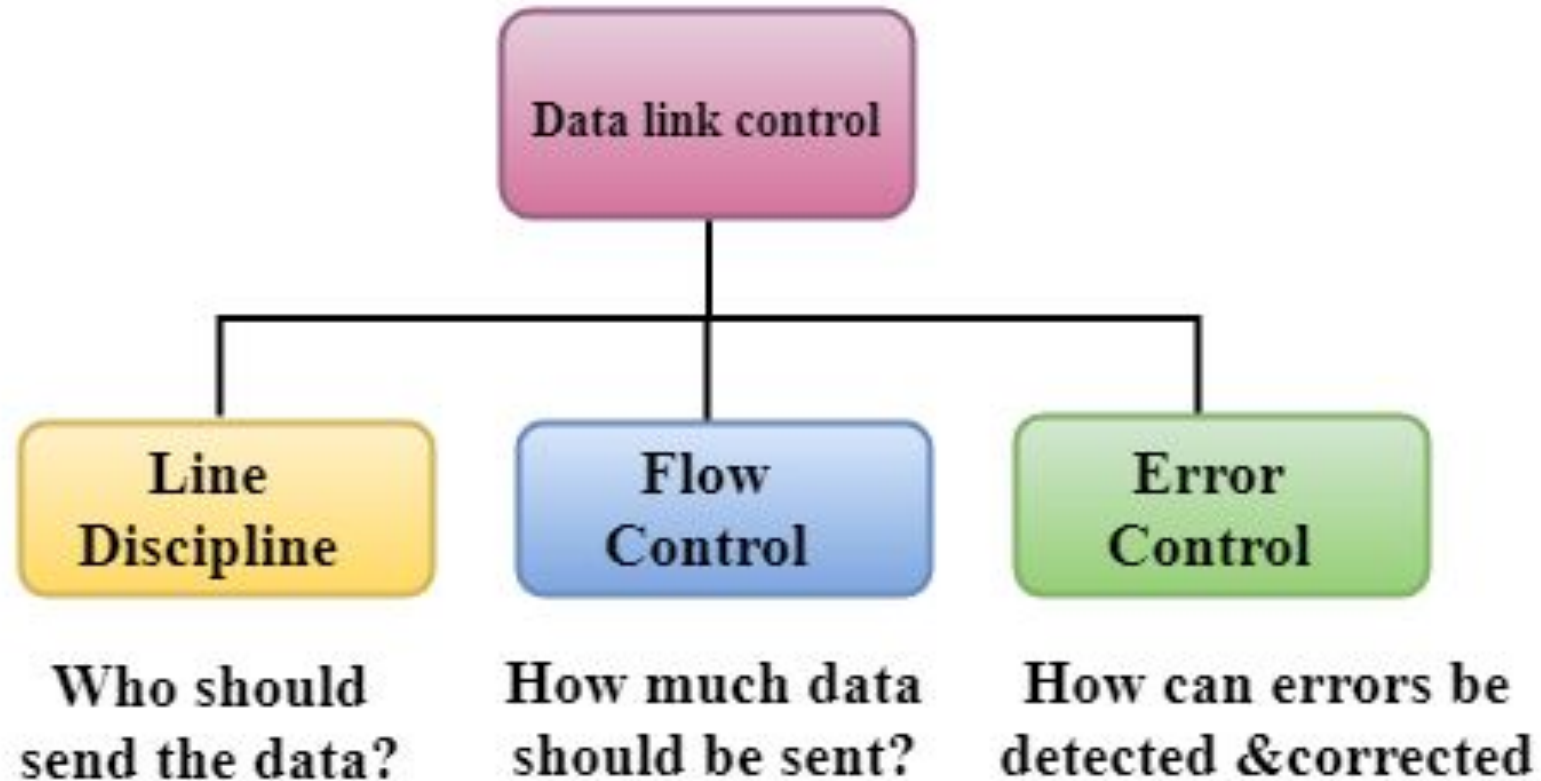 Data link control
Line
Discipline
Flow
Control
Error
Control
Who should
send the data?
How much data
should be sent?
How can errors be
detected &corrected